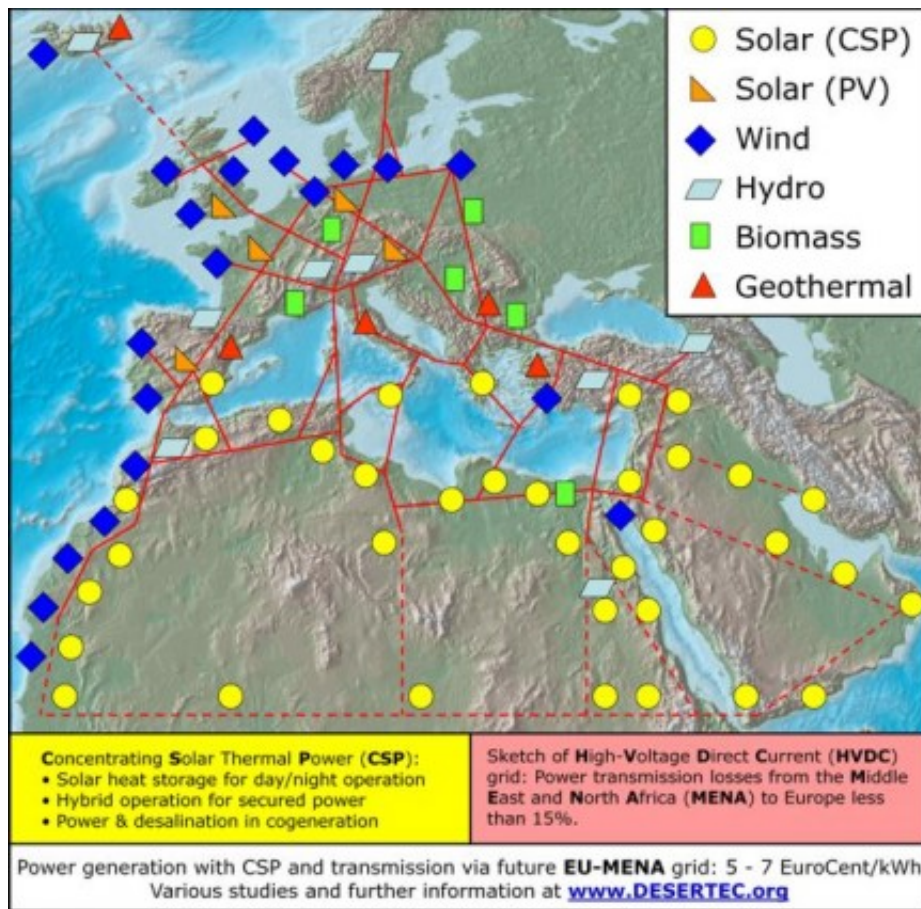 Solar (CSP)
Solar (PV)
Wind
Hydro
Biomass
Geothermal
Concentrating Solar Thermal Power (CSP):
• Solar heat storage for day/night operation
• Hybrid operation for secured power
• Power & desalination in cogeneration
Sketch of High-Voltage Direct Current (HVDC)
grid: Power transmission losses from the Middle
East and North Africa (MENA) to Europe less
than 15%.
Power generation with CSP and transmission via future EU-MENA grid: 5 - 7 EuroCent/kWh
Various studies and further information at www.DESERTEC.org